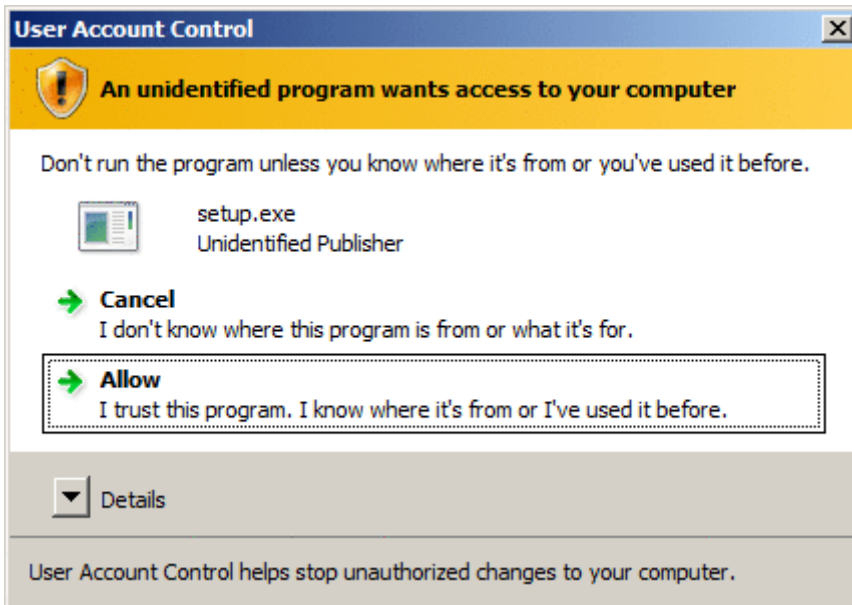 User Account Control
An unidentified program wants access to your computer
Don't run the program unless you know where it's from or you've used it before.
setup.exe
Unidentified Publisher
Cancel
I don't know where this program is from or what it's for.
Allow
I trust this program. I know where it's from or I've used it before.
Details
User Account Control helps stop unauthorized changes to your computer.